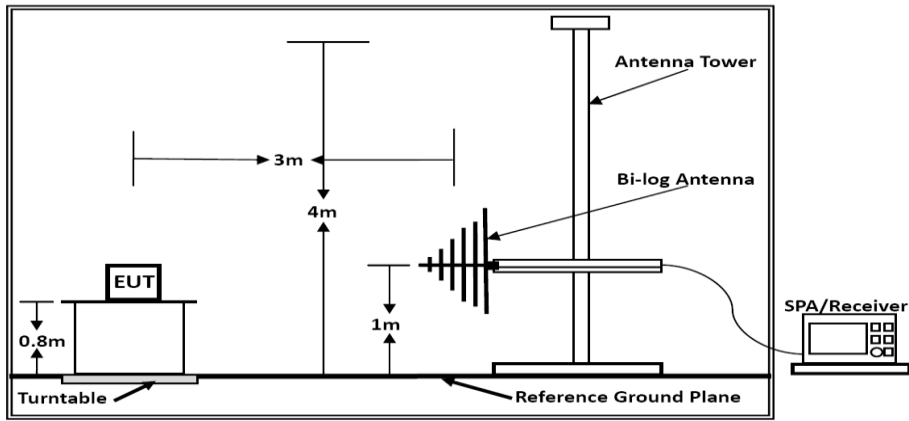 Antenna Tower
3m
Bi-log Antenna
4m
EUT
SPA/Receiver
1m
0.8m
Turntable
Reference Ground Plane